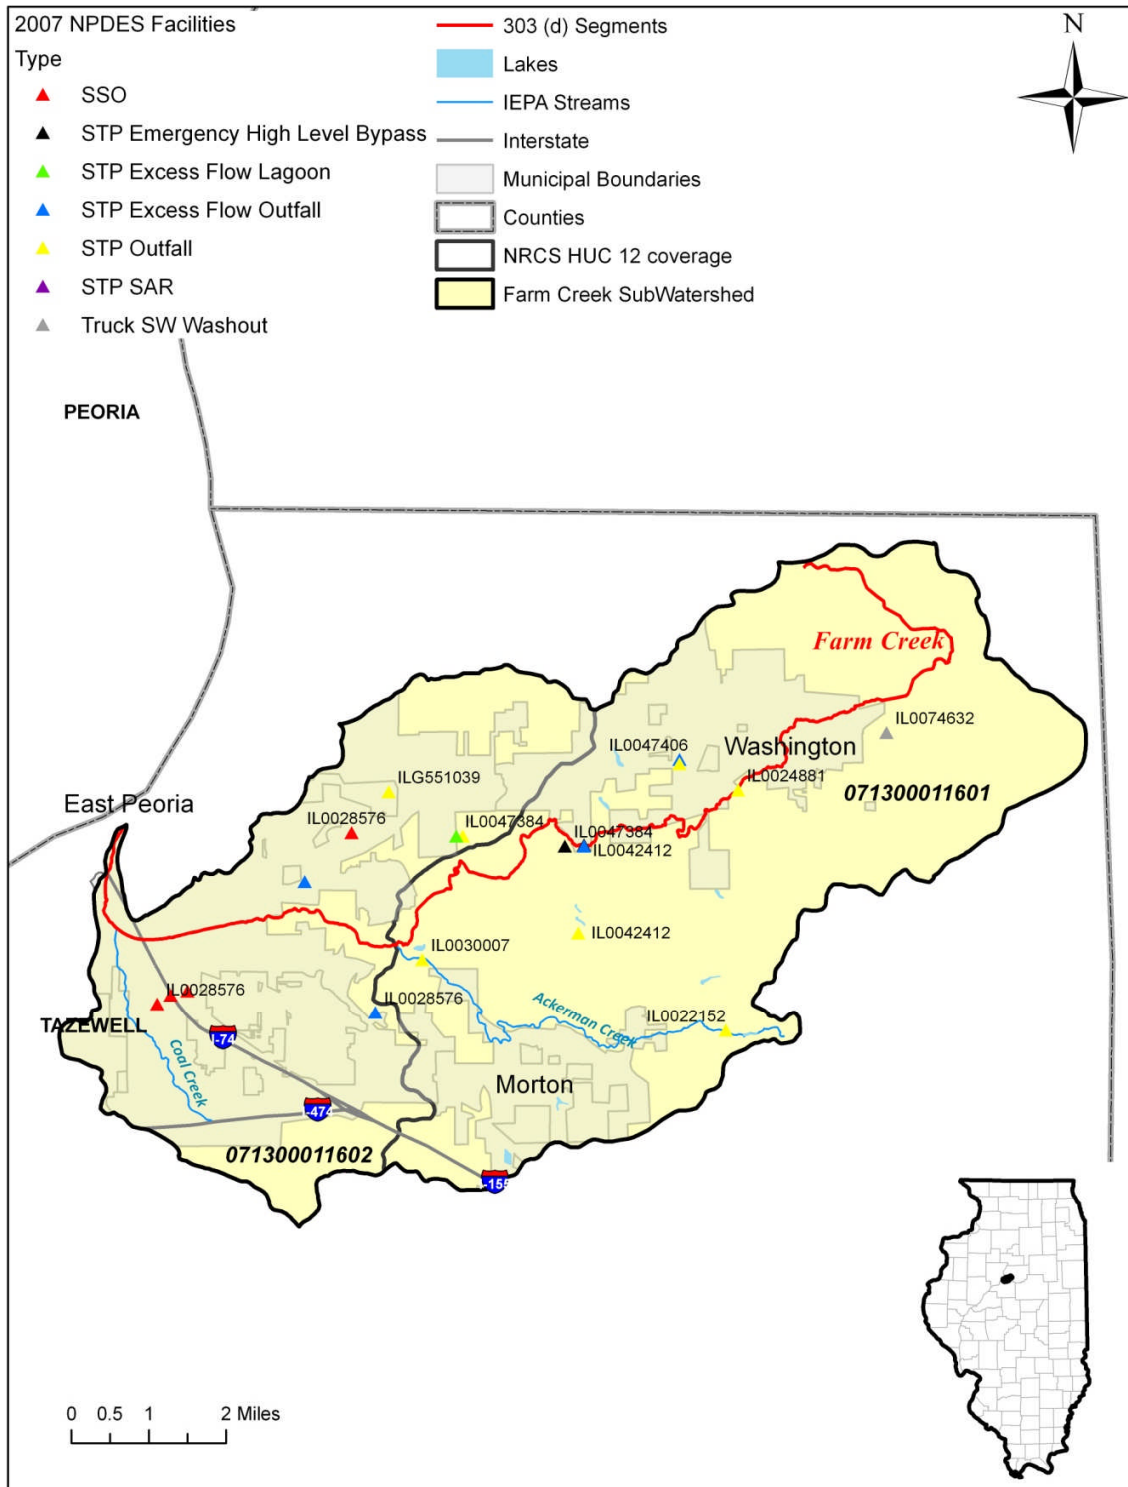 2007 NPDES Facilities
Type
SSO
STP Emergency High Level Bypass
STP Excess Flow Lagoon
STP Excess Flow Outfall
STP Outfall
STP SAR
Truck SW Washout
303 (d) Segments
Lakes
IEPA Streams
Interstate
Municipal Boundaries
Counties
NRCS HUC 12 coverage
Farm Creek SubWatershed
N
PEORIA
Farm Creek
IL0074632
IL0047406
Washington
ILG551039
IL0024881
071300011601
East Peoria
IL0028576
IL0047384
IL0047384
IL0042412
IL0042412
IL0030007
IL0028576
IL0028576
Ackerman Creek
IL0022152
TAZEWELL
I-74
Coal Creek
Morton
I-474
071300011602
I-155
0 0.5 1 2 Miles